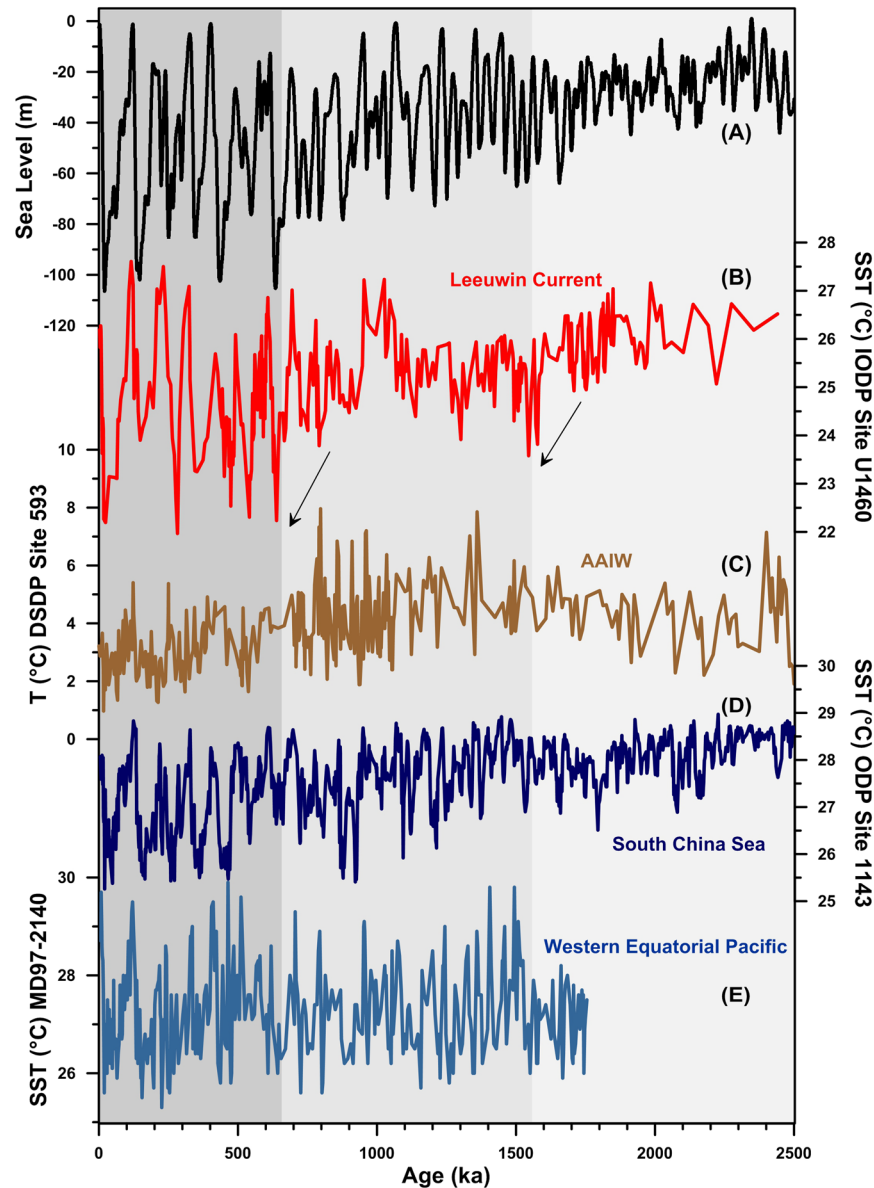 0
-20
-40
-60
-80
-100
-120
Sea Level (m)
(A)
28
27
26
25
24
23
22
SST (°C) IODP Site U1460
Leeuwin Current
(B)
10
8
6
4
2
0
T (°C) DSDP Site 593
AAIW
(C)
30
29
28
27
26
25
SST (°C) ODP Site 1143
(D)
South China Sea
30
28
26
SST (°C) MD97-2140
Western Equatorial Pacific
(E)
0
500
1000
1500
2000
2500
Age (ka)